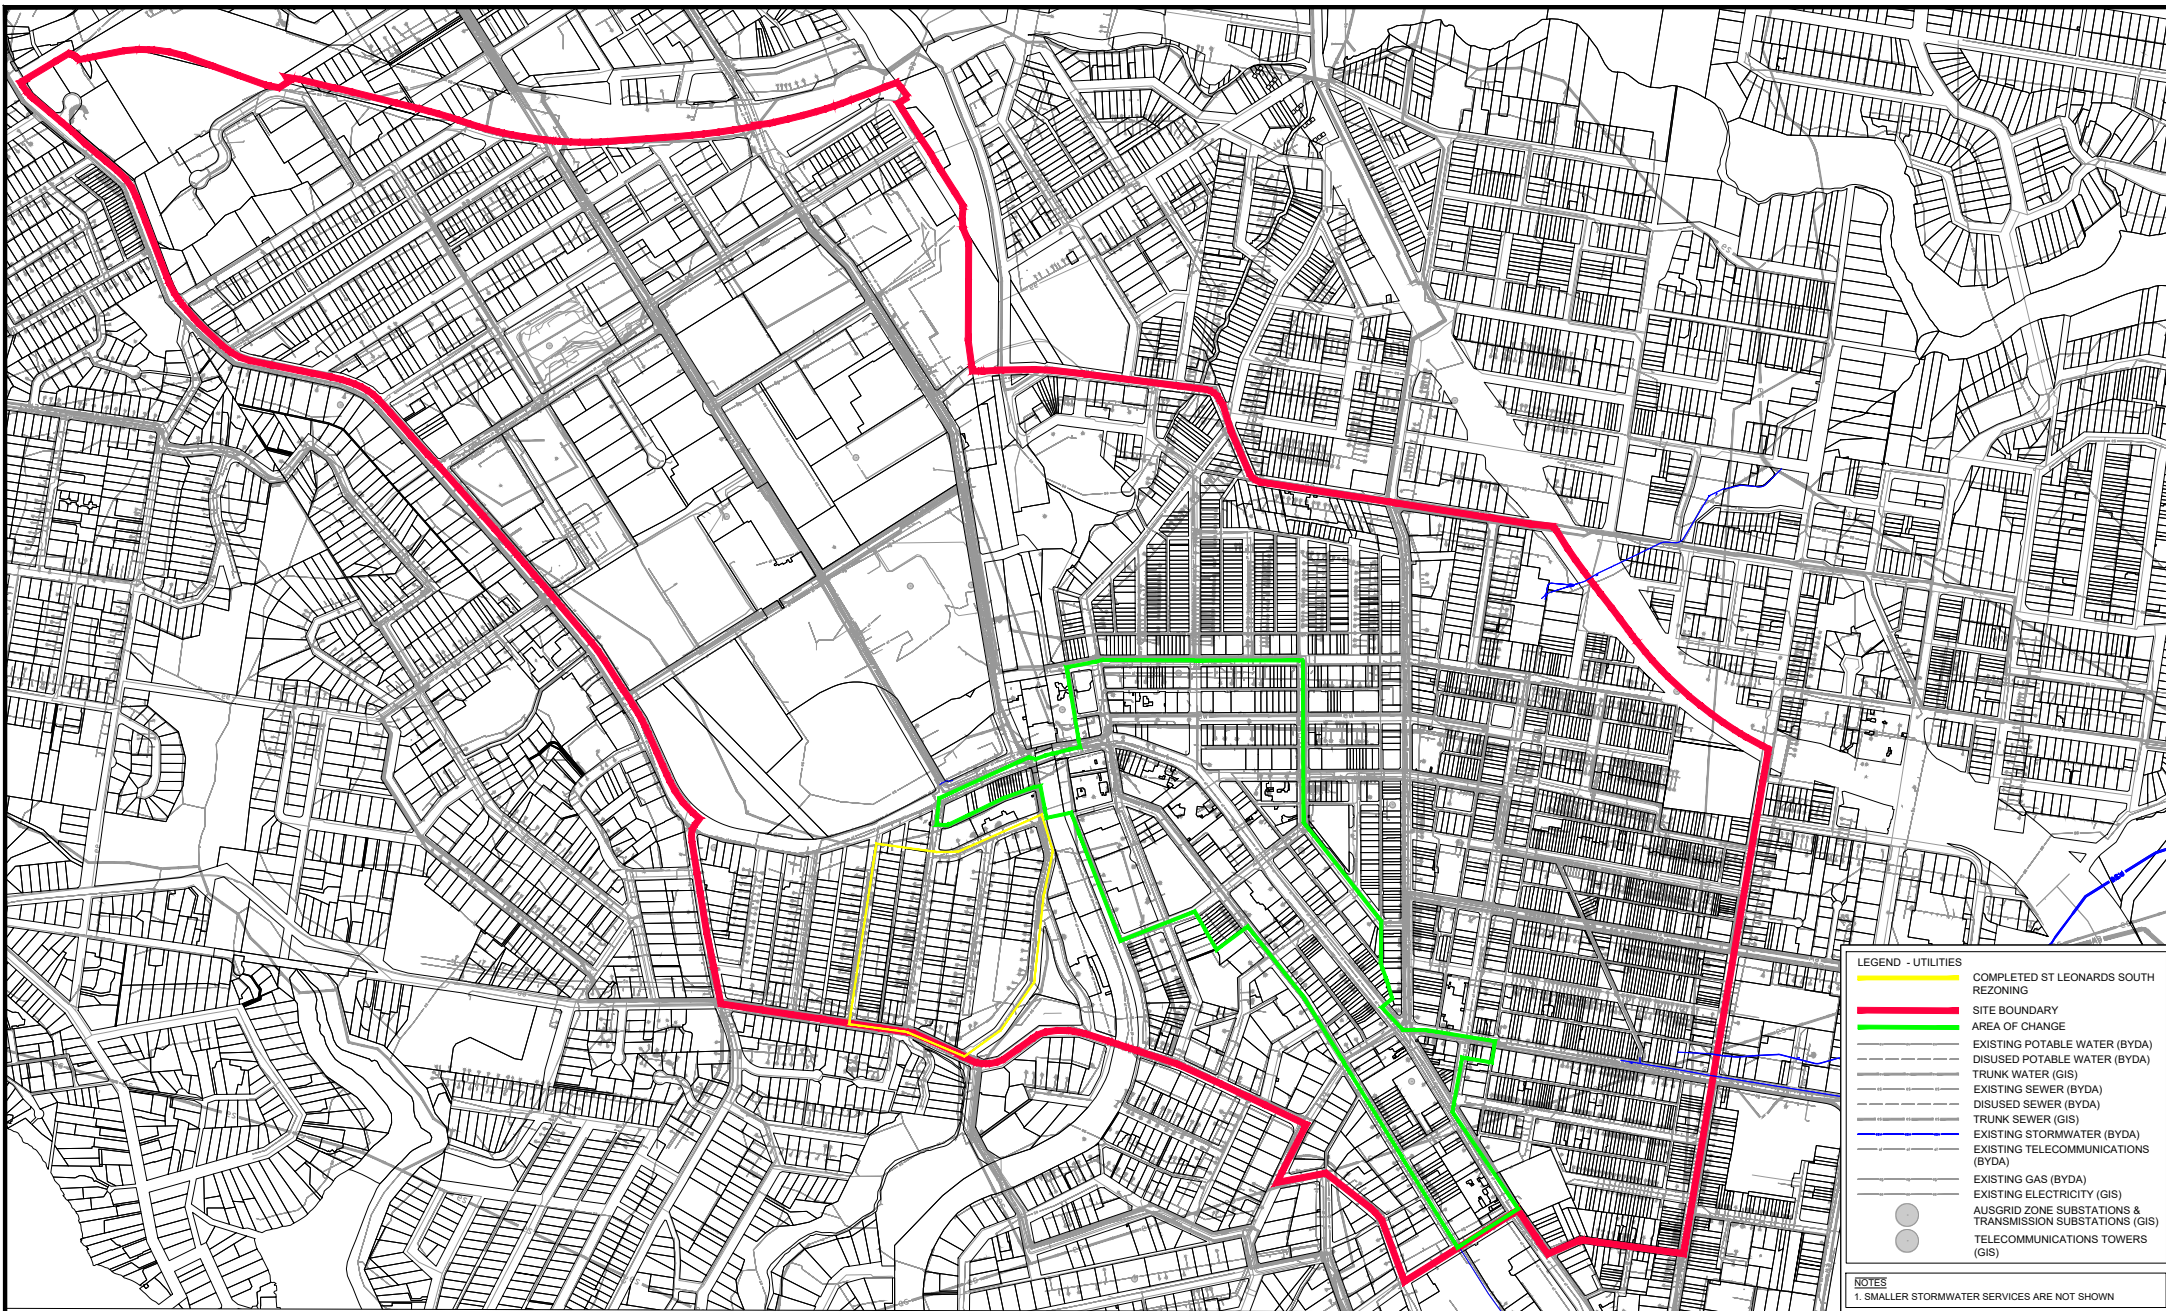 LEGEND - UTILITIES
COMPLETED ST LEONARDS SOUTH
REZONING
SITE BOUNDARY
AREA OF CHANGE
EXISTING POTABLE WATER (BYDA)
DISUSED POTABLE WATER (BYDA)
TRUNK WATER (GIS)
EXISTING SEWER (BYDA)
DISUSED SEWER (BYDA)
TRUNK SEWER (GIS)
EXISTING STORMWATER (BYDA)
EXISTING TELECOMMUNICATIONS
(BYDA)
EXISTING GAS (BYDA)
EXISTING ELECTRICITY (GIS)
AUSGRID ZONE SUBSTATIONS &
TRANSMISSION SUBSTATIONS (GIS)
TELECOMMUNICATIONS TOWERS
(GIS)
NOTES
1. SMALLER STORMWATER SERVICES ARE NOT SHOWN